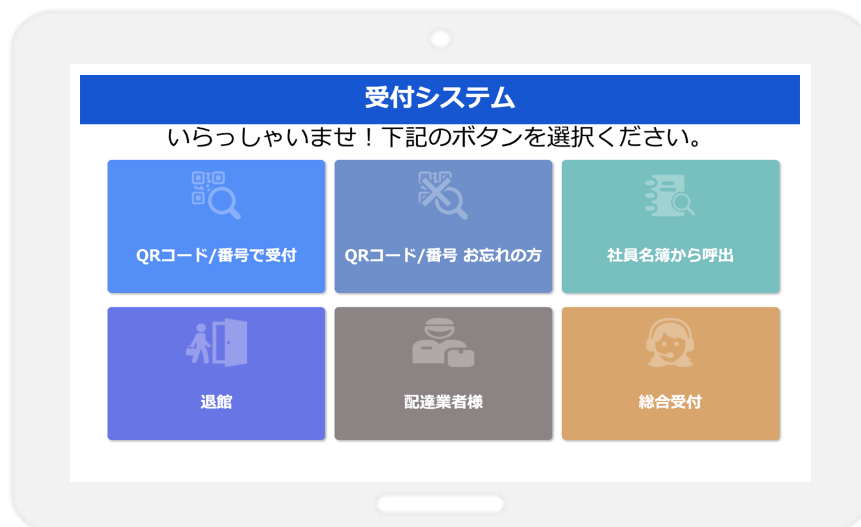 受付システム
いらっしゃいませ！下記のボタンを選択ください。
QRコード/番号で受付
QRコード/番号 お忘れの方
社員名簿から呼出
退館
配達業者様
総合受付